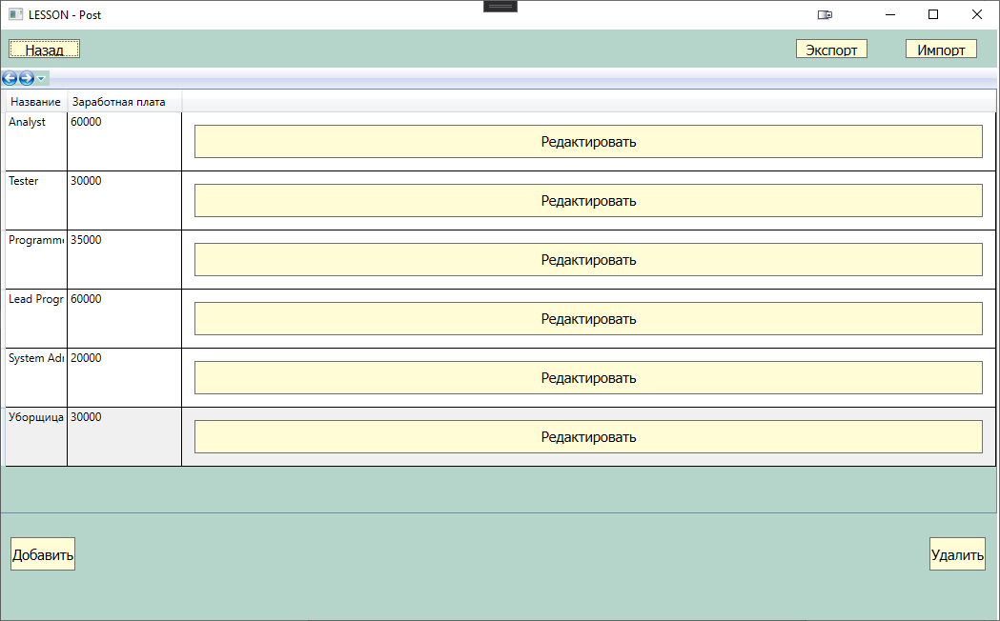 LESSON - Post
Назад Экспорт Импорт
Название Заработная плата
Analyst 60000 Редактировать
Tester 30000 Редактировать
Programm 35000 Редактировать
Lead Progr 60000 Редактировать
System Adı 20000 Редактировать
Уборщица 30000 Редактировать
Добавить Удалить